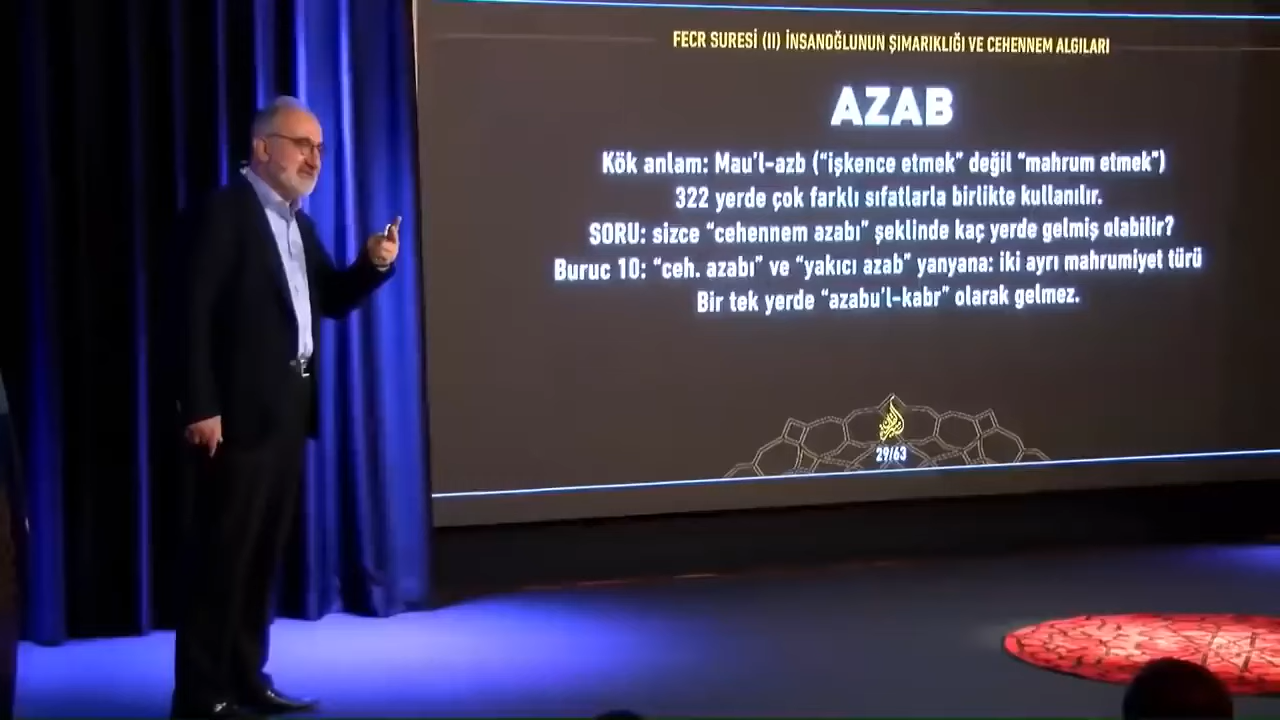 FECR SURESİ (II) İNSANOĞLUNUN ŞIMARIKLIĞI VE CEHENNEM ALGILARI
AZAB
Kök anlam: Mau'l-azb (“işkence etmek” değil “mahrum etmek”)
322 yerde çok farklı sıfatlarla birlikte kullanılır.
SORU: sizce “cehennem azabı” şeklinde kaç yerde gelmiş olabilir?
Buruc 10: “ceh. azabı” ve “yakıcı azab” yanyana: iki ayrı mahrumiyet türü
Bir tek yerde “azabu'l-kabr” olarak gelmez.
29/63